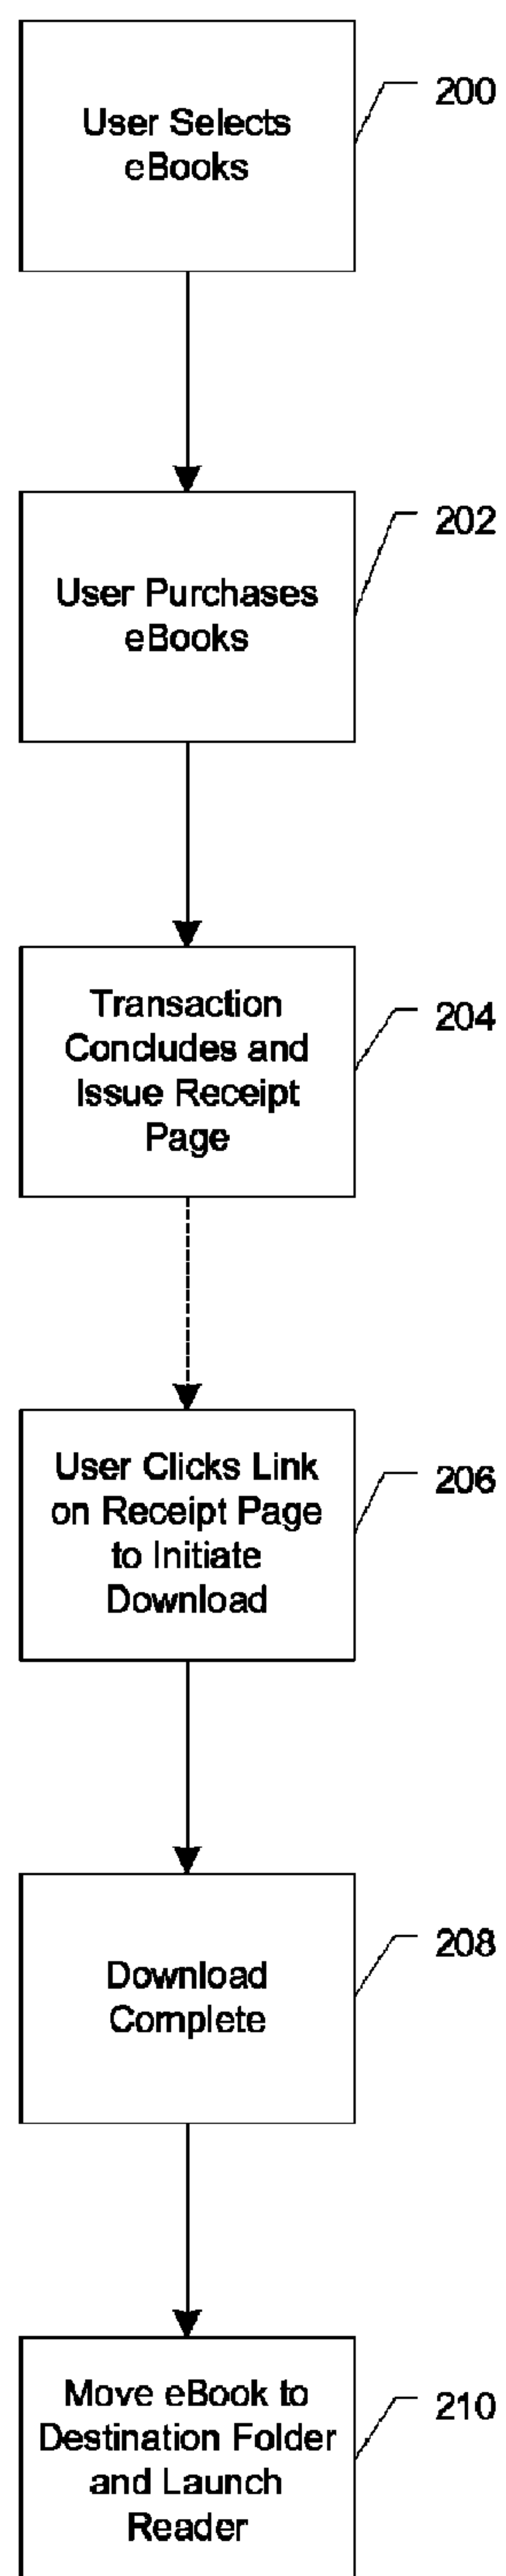 User Selects
eBooks
200
User Purchases
eBooks
202
Transaction
Concludes and
Issue Receipt
Page
204
User Clicks Link
on Receipt Page
to Initiate
Download
206
Download
Complete
208
Move eBook to
Destination Folder
and Launch
Reader
210